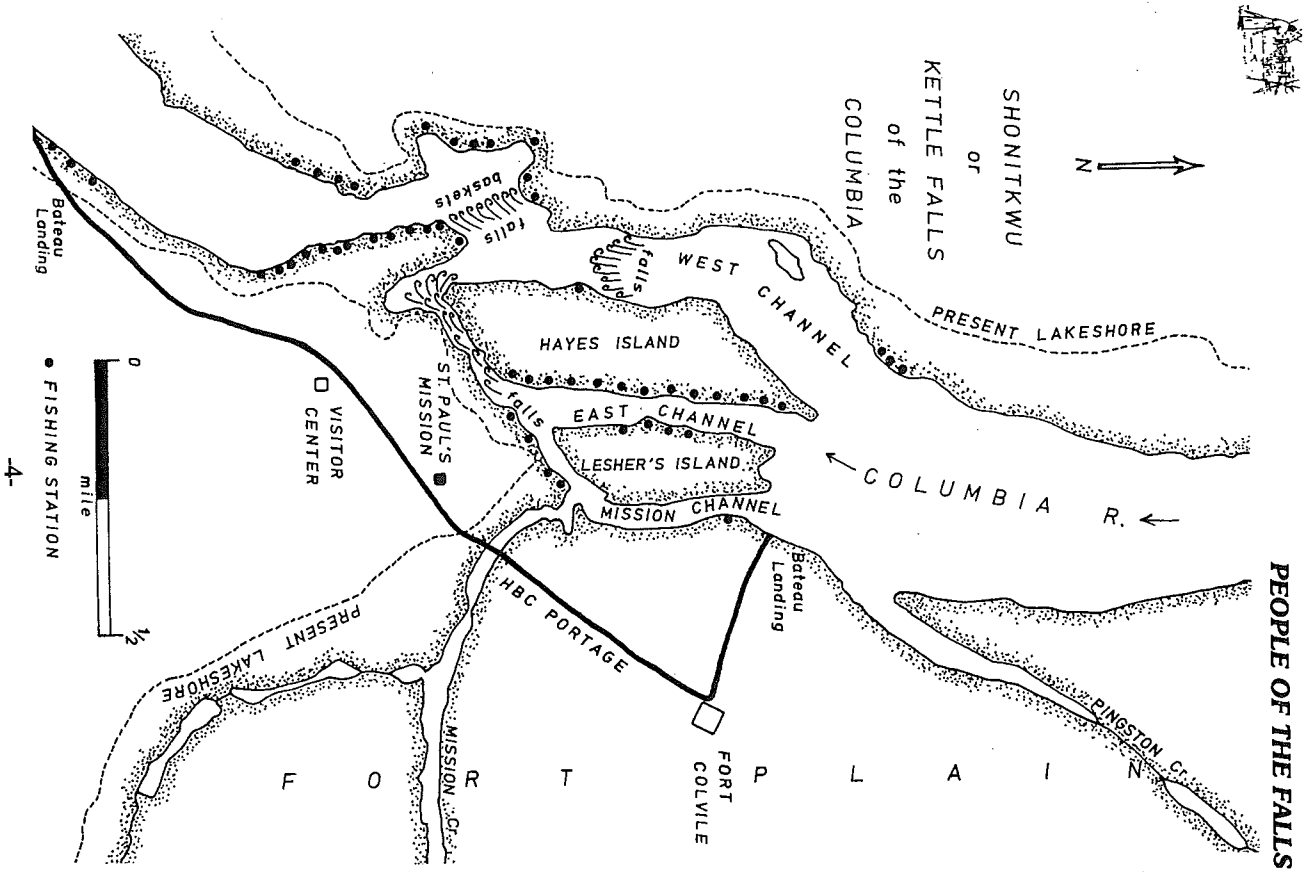 PEOPLE OF THE FALLS
SHONITKWU
or
KETTLE FALLS
of the
COLUMBIA
N
PRESENT LAKESHORE
WEST CHANNEL
falls
falls
baskets
HAYES ISLAND
EAST CHANNEL
falls
LESHER'S ISLAND
MISSION CHANNEL
COLUMBIA R.
Bateau
Landing
Bateau
Landing
ST. PAUL'S
MISSION
VISITOR
CENTER
HBC PORTAGE
FORT
COLVILE
PINGSTON Cr.
MISSION Cr
PRESENT LAKESHORE
FORT PLAIN
0
1/2
mile
FISHING STATION
-4-